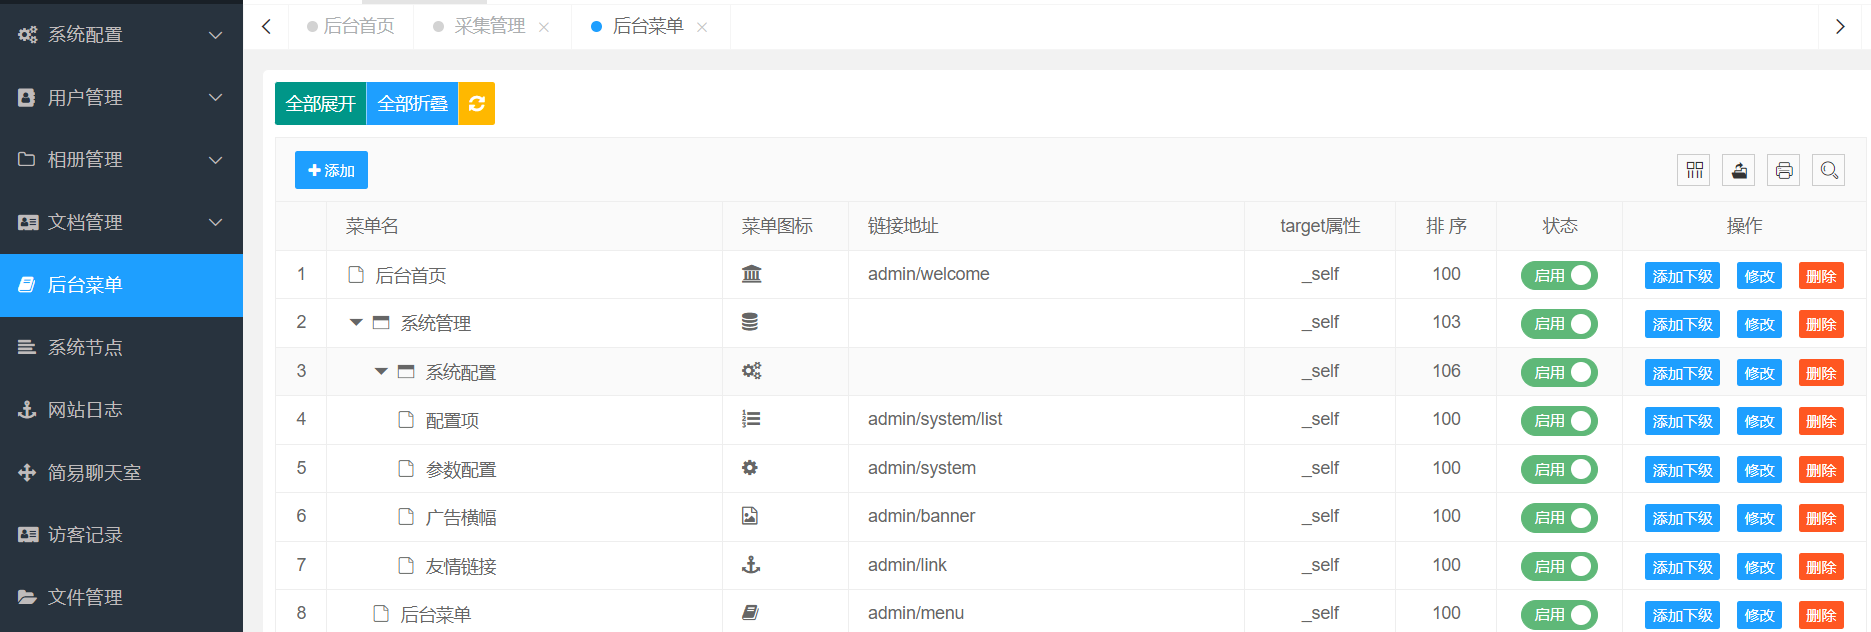 系统配置
用户管理
相册管理
文档管理
后台菜单
系统节点
网站日志
简易聊天室
访客记录
文件管理
后台首页 采集管理 后台菜单
全部展开 全部折叠
添加
菜单名 菜单图标 链接地址 target属性 排 序 状态 操作
1 后台首页 admin/welcome _self 100 启用 添加下级 修改 删除
2 系统管理 _self 103 启用 添加下级 修改 删除
3 系统配置 _self 106 启用 添加下级 修改 删除
4 配置项 admin/system/list _self 100 启用 添加下级 修改 删除
5 参数配置 admin/system _self 100 启用 添加下级 修改 删除
6 广告横幅 admin/banner _self 100 启用 添加下级 修改 删除
7 友情链接 admin/link _self 100 启用 添加下级 修改 删除
8 后台菜单 admin/menu _self 100 启用 添加下级 修改 删除